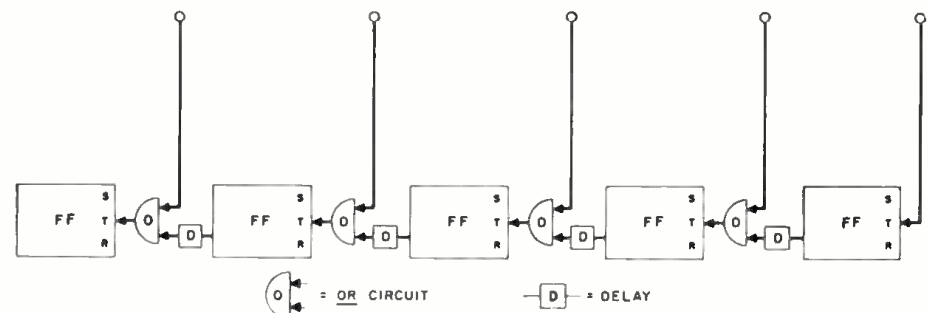 FF S T R O D FF S T R O D FF S T R O D FF S T R O D FF S T R
O = OR CIRCUIT D = DELAY